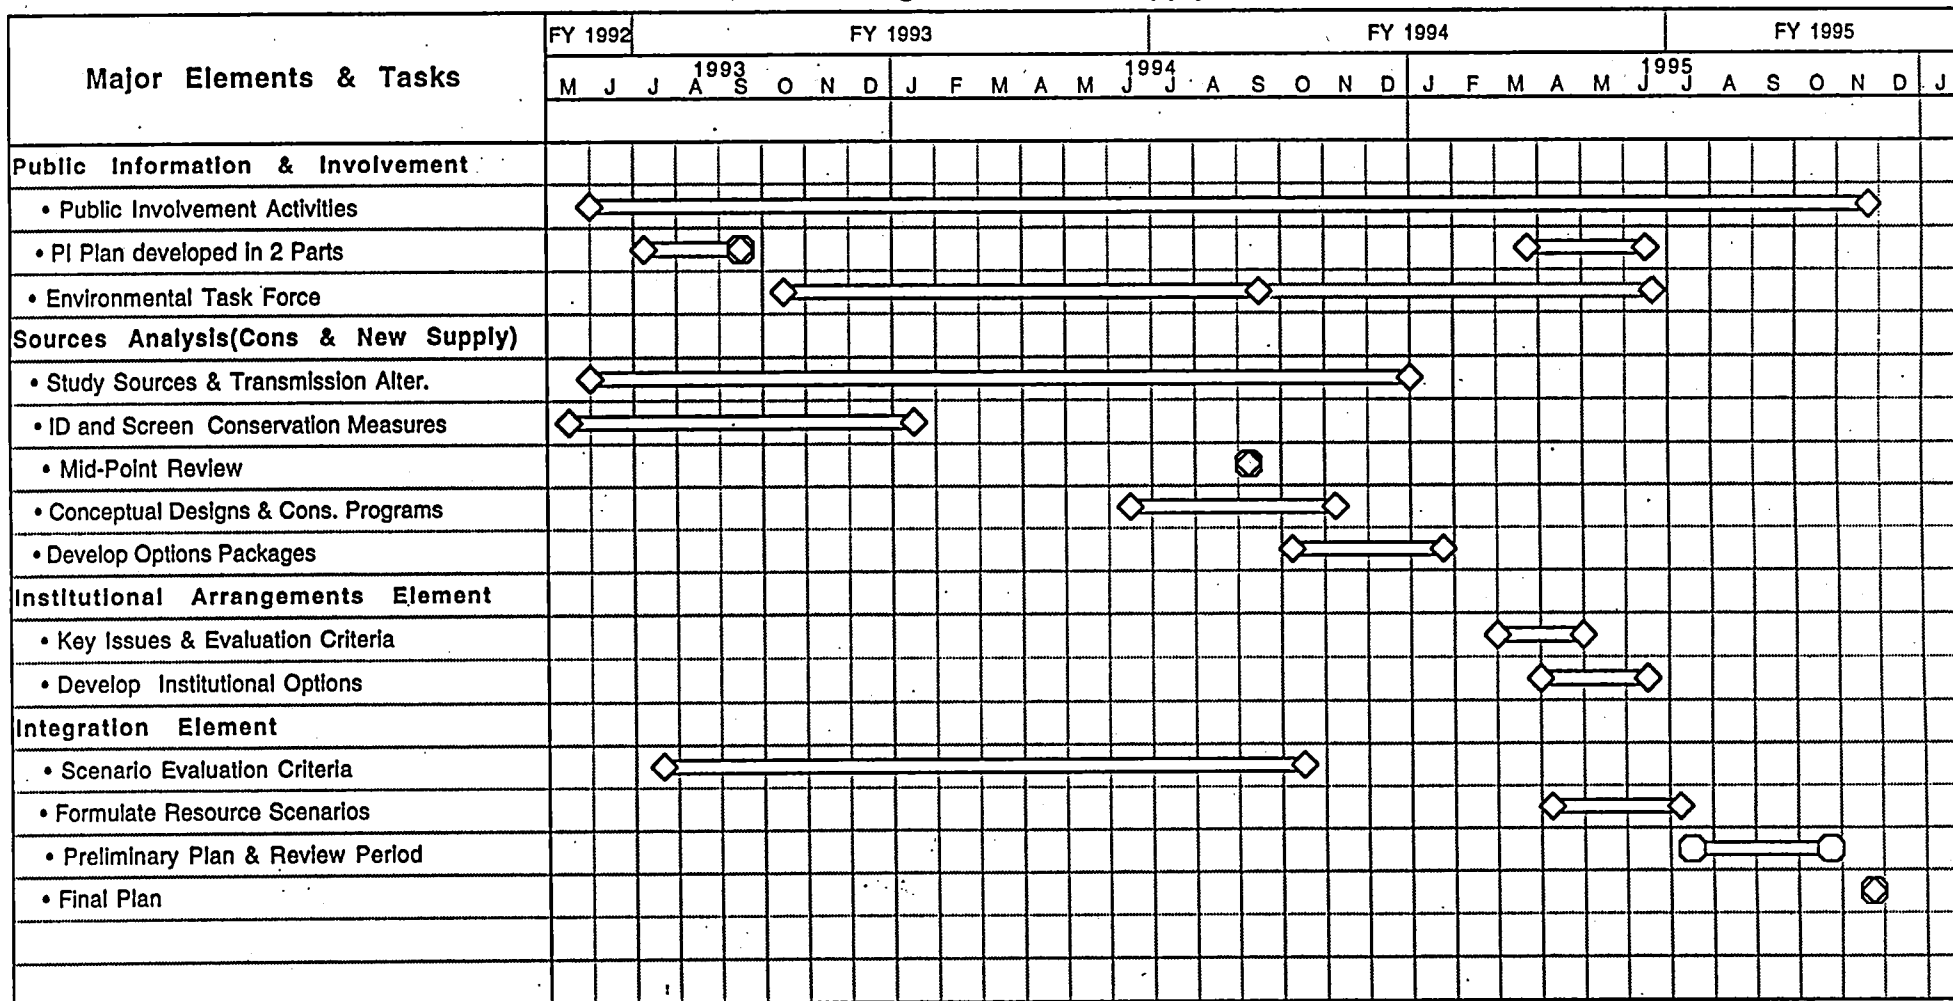 FY 1992 FY 1993 FY 1994 FY 1995
Major Elements & Tasks
1993 1994 1995
M J J A S O N D J F M A M J J A S O N D J F M A M J J A S O N D J
Public Information & Involvement
• Public Involvement Activities
• PI Plan developed in 2 Parts
• Environmental Task Force
Sources Analysis(Cons & New Supply)
• Study Sources & Transmission Alter.
• ID and Screen Conservation Measures
• Mid-Point Review
• Conceptual Designs & Cons. Programs
• Develop Options Packages
Institutional Arrangements Element
• Key Issues & Evaluation Criteria
• Develop Institutional Options
Integration Element
• Scenario Evaluation Criteria
• Formulate Resource Scenarios
• Preliminary Plan & Review Period
• Final Plan